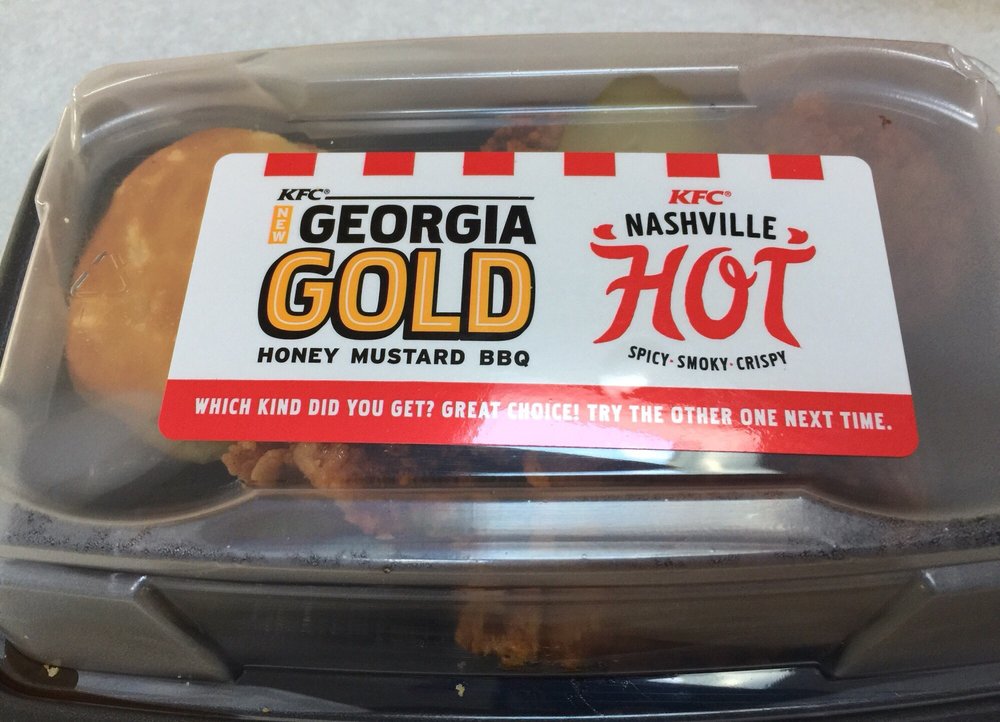 KFC®
NEW
GEORGIA
GOLD
HONEY MUSTARD BBQ
KFC®
NASHVILLE
HOT
SPICY·SMOKY·CRISPY
WHICH KIND DID YOU GET? GREAT CHOICE! TRY THE OTHER ONE NEXT TIME.